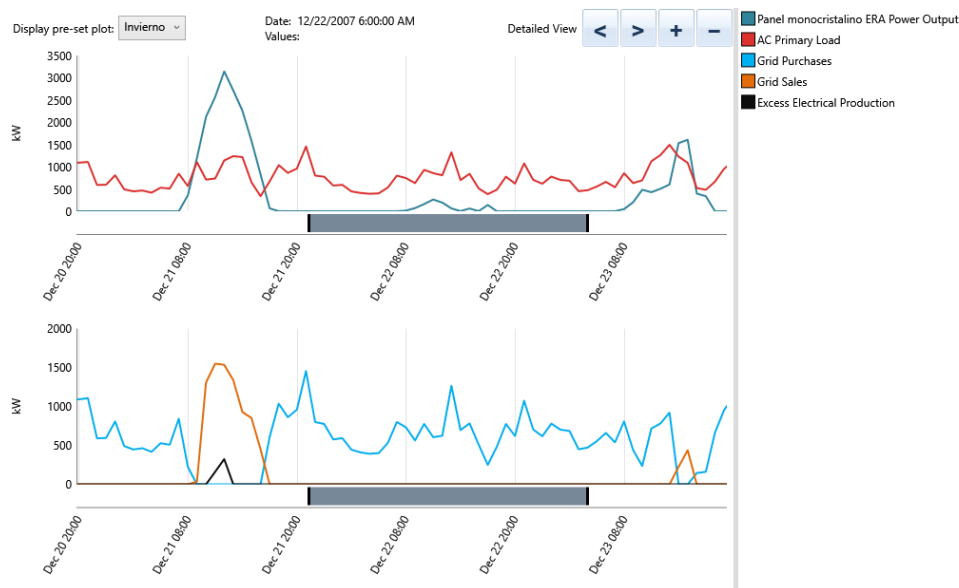 Display pre-set plot: Invierno
Date: 12/22/2007 6:00:00 AM
Values:
Detailed View < > + −
Panel monocristalino ERA Power Output
AC Primary Load
Grid Purchases
Grid Sales
Excess Electrical Production
kW
3500
3000
2500
2000
1500
1000
500
0
Dec 20 20:00
Dec 21 08:00
Dec 21 20:00
Dec 22 08:00
Dec 22 20:00
Dec 23 08:00
kW
2000
1500
1000
500
0
Dec 20 20:00
Dec 21 08:00
Dec 21 20:00
Dec 22 08:00
Dec 22 20:00
Dec 23 08:00